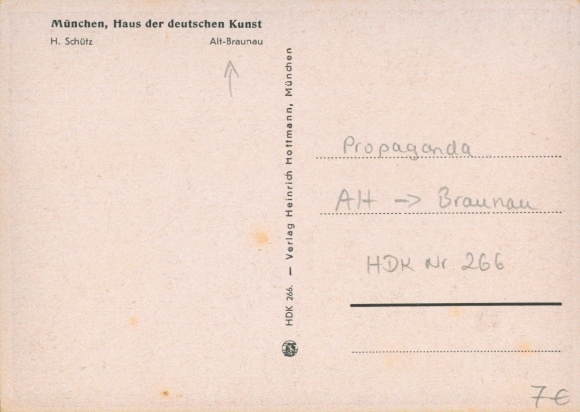 München, Haus der deutschen Kunst
H. Schütz Alt-Braunau
HDK 266. — Verlag Heinrich Hoffmann, München
Propaganda
AH -> Braunau
HDK Nr. 266
7€